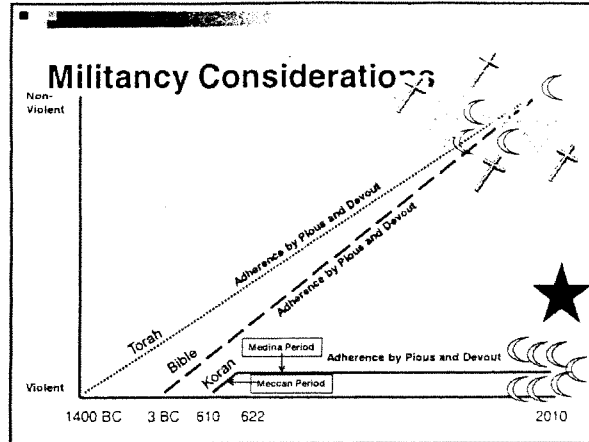 Militancy Considerations
Non-
Violent
Adherence by Pious and Devout
Adherence by Pious and Devout
Torah
Bible
Koran
Medina Period
Adherence by Pious and Devout
Meccan Period
Violent
1400 BC 3 BC 610 622 2010